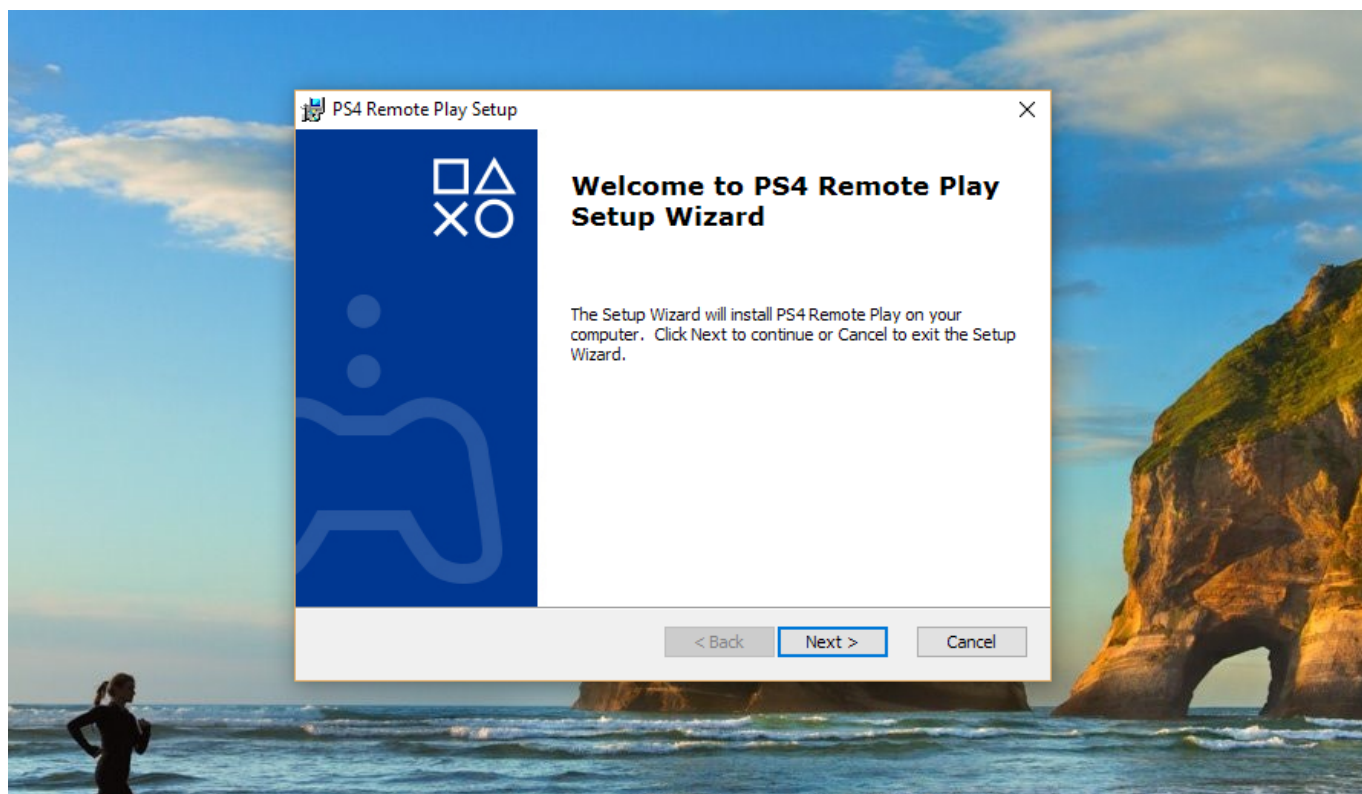 PS4 Remote Play Setup
Welcome to PS4 Remote Play
Setup Wizard
The Setup Wizard will install PS4 Remote Play on your
computer. Click Next to continue or Cancel to exit the Setup
Wizard.
< Back Next > Cancel